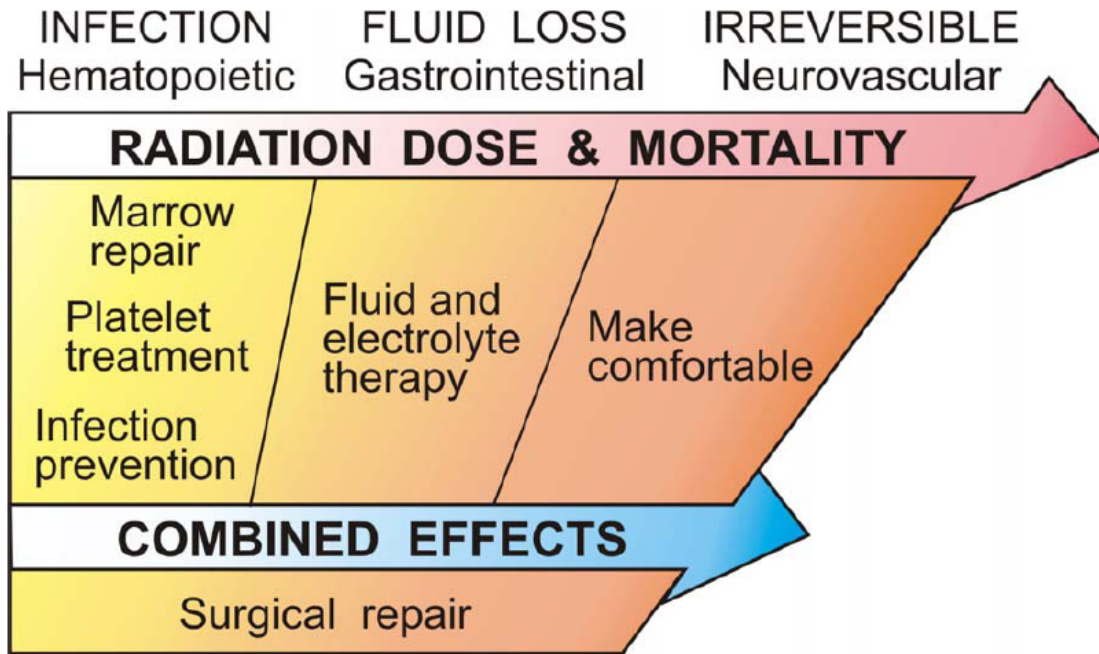 INFECTION
Hematopoietic
FLUID LOSS
Gastrointestinal
IRREVERSIBLE
Neurovascular
RADIATION DOSE & MORTALITY
Marrow
repair
Platelet
treatment
Infection
prevention
Fluid and
electrolyte
therapy
Make
comfortable
COMBINED EFFECTS
Surgical repair